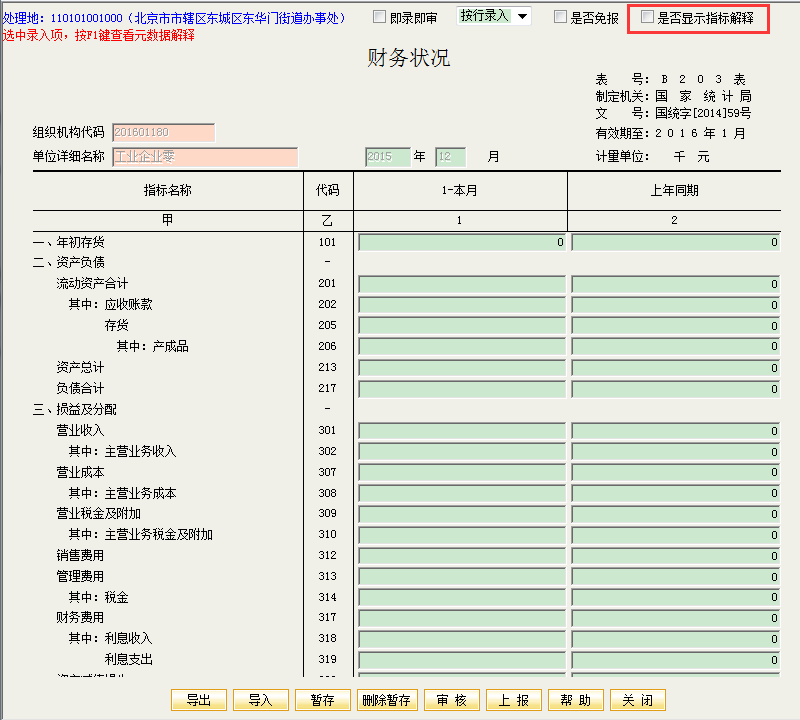 处理地：110101001000（北京市市辖区东城区东华门街道办事处） 即录即审 按行录入 是否免报 是否显示指标解释
选中录入项，按F1键查看元数据解释
财务状况
表 号： B 2 0 3 表
制定机关：国 家 统 计 局
文 号：国统字[2014]59号
组织机构代码 201601180 有效期至：2 0 1 6 年 1 月
单位详细名称 工业企业零 2015 年 12 月 计量单位： 千 元
指标名称 代码 1-本月 上年同期
甲 乙 1 2
一、年初存货 101 0 0
二、资产负债 -
流动资产合计 201 0
其中：应收账款 202 0
存货 205 0
其中：产成品 206 0
资产总计 213 0
负债合计 217 0
三、损益及分配 -
营业收入 301 0
其中：主营业务收入 302 0
营业成本 307 0
其中：主营业务成本 308 0
营业税金及附加 309 0
其中：主营业务税金及附加 310 0
销售费用 312 0
管理费用 313 0
其中：税金 314 0
财务费用 317 0
其中：利息收入 318 0
利息支出 319 0
导出 导入 暂存 删除暂存 审 核 上 报 帮 助 关 闭